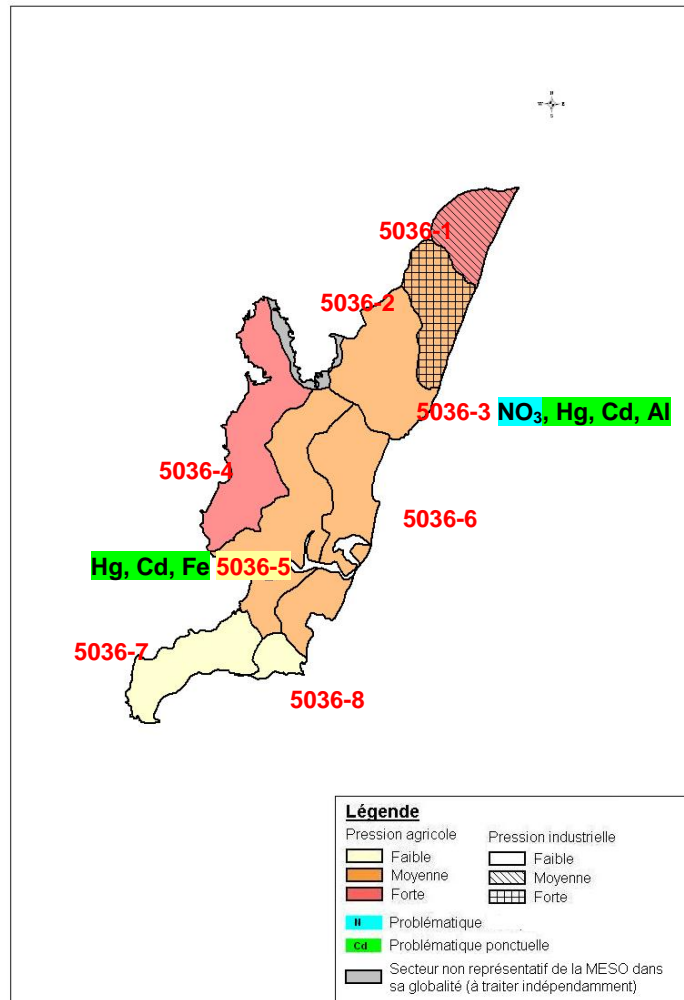 N
W E
S
5036-1
5036-2
5036-3 NO3, Hg, Cd, Al
5036-4
5036-6
Hg, Cd, Fe 5036-5
5036-7
5036-8
Légende
Pression agricole Pression industrielle
Faible Faible
Moyenne Moyenne
Forte Forte
N Problématique
Cd Problématique ponctuelle
Secteur non représentatif de la MESO dans
sa globalité (à traiter indépendamment)